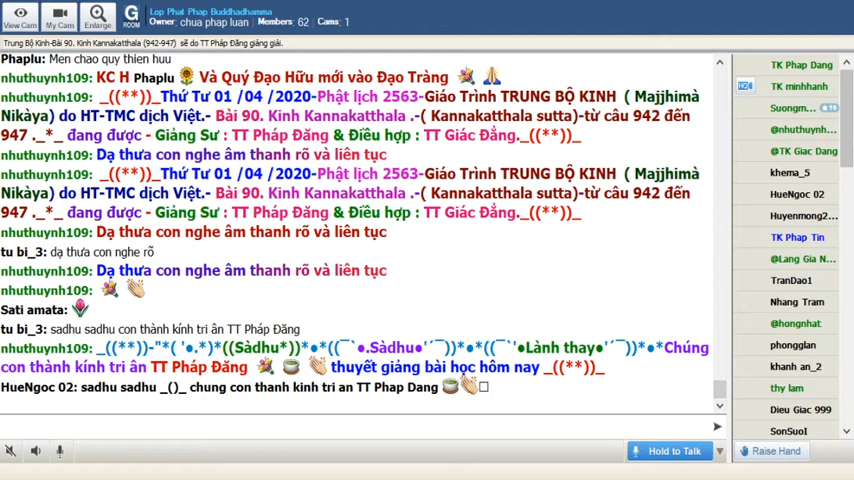 Lop Phat Phap Buddhadhamma
Owner: chua phap luan Members: 62 Cams: 1
View Cam My Cam Enlarge G ROOM
Trung Bộ Kinh-Bài 90. Kinh Kannakatthala (942-947) sẽ do TT Pháp Đăng giảng giải.
Phaplu: Men chao quy thien huu
nhuthuynh109: KC H Phaplu 🌻 Và Quý Đạo Hữu mới vào Đạo Tràng 💐 🙏
nhuthuynh109: _((**))_Thứ Tư 01 /04 /2020-Phật lịch 2563-Giáo Trình TRUNG BỘ KINH ( Majjhimà
Nikàya) do HT-TMC dịch Việt.- Bài 90. Kinh Kannakatthala .-( Kannakatthala sutta)-từ câu 942 đến
947 ._*_ đang được - Giảng Sư : TT Pháp Đăng & Điều hợp : TT Giác Đẳng._((**))_
nhuthuynh109: Dạ thưa con nghe âm thanh rõ và liên tục
nhuthuynh109: _((**))_Thứ Tư 01 /04 /2020-Phật lịch 2563-Giáo Trình TRUNG BỘ KINH ( Majjhimà
Nikàya) do HT-TMC dịch Việt.- Bài 90. Kinh Kannakatthala .-( Kannakatthala sutta)-từ câu 942 đến
947 ._*_ đang được - Giảng Sư : TT Pháp Đăng & Điều hợp : TT Giác Đẳng._((**))_
nhuthuynh109: Dạ thưa con nghe âm thanh rõ và liên tục
tu bi_3: dạ thưa con nghe rõ
nhuthuynh109: Dạ thưa con nghe âm thanh rõ và liên tục
nhuthuynh109: 💐 👏
Sati amata: 🌷
tu bi_3: sadhu sadhu con thành kính tri ân TT Pháp Đăng
nhuthuynh109: _((**))-"*( '●.*)*((Sàdhu*))*●*((¯`●.Sàdhu●'´¯))*●*((¯`'●Lành thay●'´¯))*●*Chúng
con thành kính tri ân TT Pháp Đăng 💐 🍵 👏 thuyết giảng bài học hôm nay _((**))_
HueNgoc 02: sadhu sadhu _()_ chung con thanh kinh tri an TT Phap Dang 🍵👏□
TK Phap Dang
HD TK minhhanh
Suongm... 18
@nhuthuynh...
@TK Giac Dang
khema_5
HueNgoc 02
Huyenmong2...
TK Phap Tin
@Lang Gia N...
TranDao1
Nhang Tram
@hongnhat
phongglan
khanh an_2
thy lam
Dieu Giac 999
SonSuoI
Hold to Talk
Raise Hand